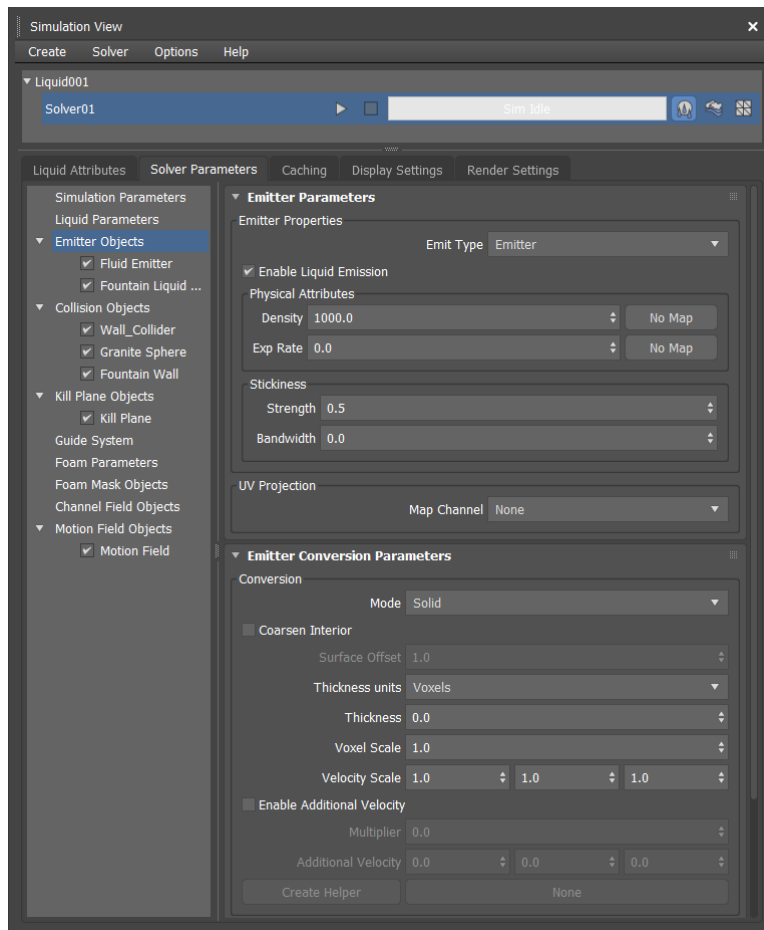 Simulation View
Create Solver Options Help
Liquid001
Solver01 Sim Idle
Liquid Attributes Solver Parameters Caching Display Settings Render Settings
Simulation Parameters
Liquid Parameters
Emitter Objects
Fluid Emitter
Fountain Liquid ...
Collision Objects
Wall_Collider
Granite Sphere
Fountain Wall
Kill Plane Objects
Kill Plane
Guide System
Foam Parameters
Foam Mask Objects
Channel Field Objects
Motion Field Objects
Motion Field
Emitter Parameters
Emitter Properties
Emit Type Emitter
Enable Liquid Emission
Physical Attributes
Density 1000.0 No Map
Exp Rate 0.0 No Map
Stickiness
Strength 0.5
Bandwidth 0.0
UV Projection
Map Channel None
Emitter Conversion Parameters
Conversion
Mode Solid
Coarsen Interior
Surface Offset 1.0
Thickness units Voxels
Thickness 0.0
Voxel Scale 1.0
Velocity Scale 1.0 1.0 1.0
Enable Additional Velocity
Multiplier 0.0
Additional Velocity 0.0 0.0 0.0
Create Helper None